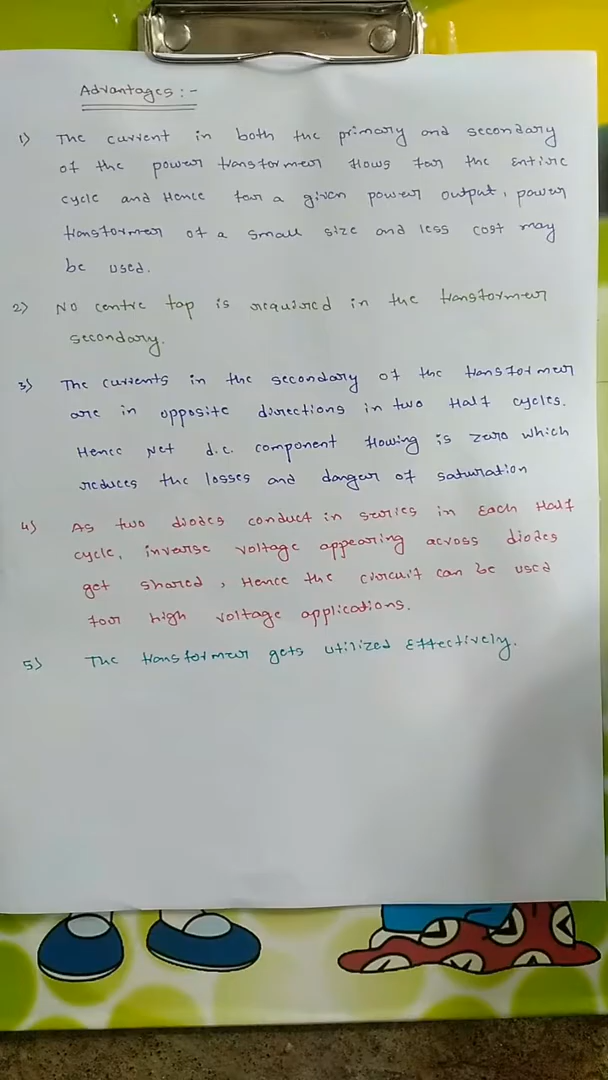 Advantages :-
1) The current in both the primary and secondary
of the power transformer flows for the entire
cycle and Hence for a given power output, power
transformer of a small size and less cost may
be used.
2) No centre tap is required in the transformer
secondary.
3) The currents in the secondary of the transformer
are in opposite directions in two Half cycles.
Hence Net d.c. component flowing is zero which
reduces the losses and danger of saturation
4) As two diodes conduct in series in Each Half
cycle, inverse voltage appearing across diodes
get shared, Hence the circuit can be used
for high voltage applications.
5) The transformer gets utilized Effectively.